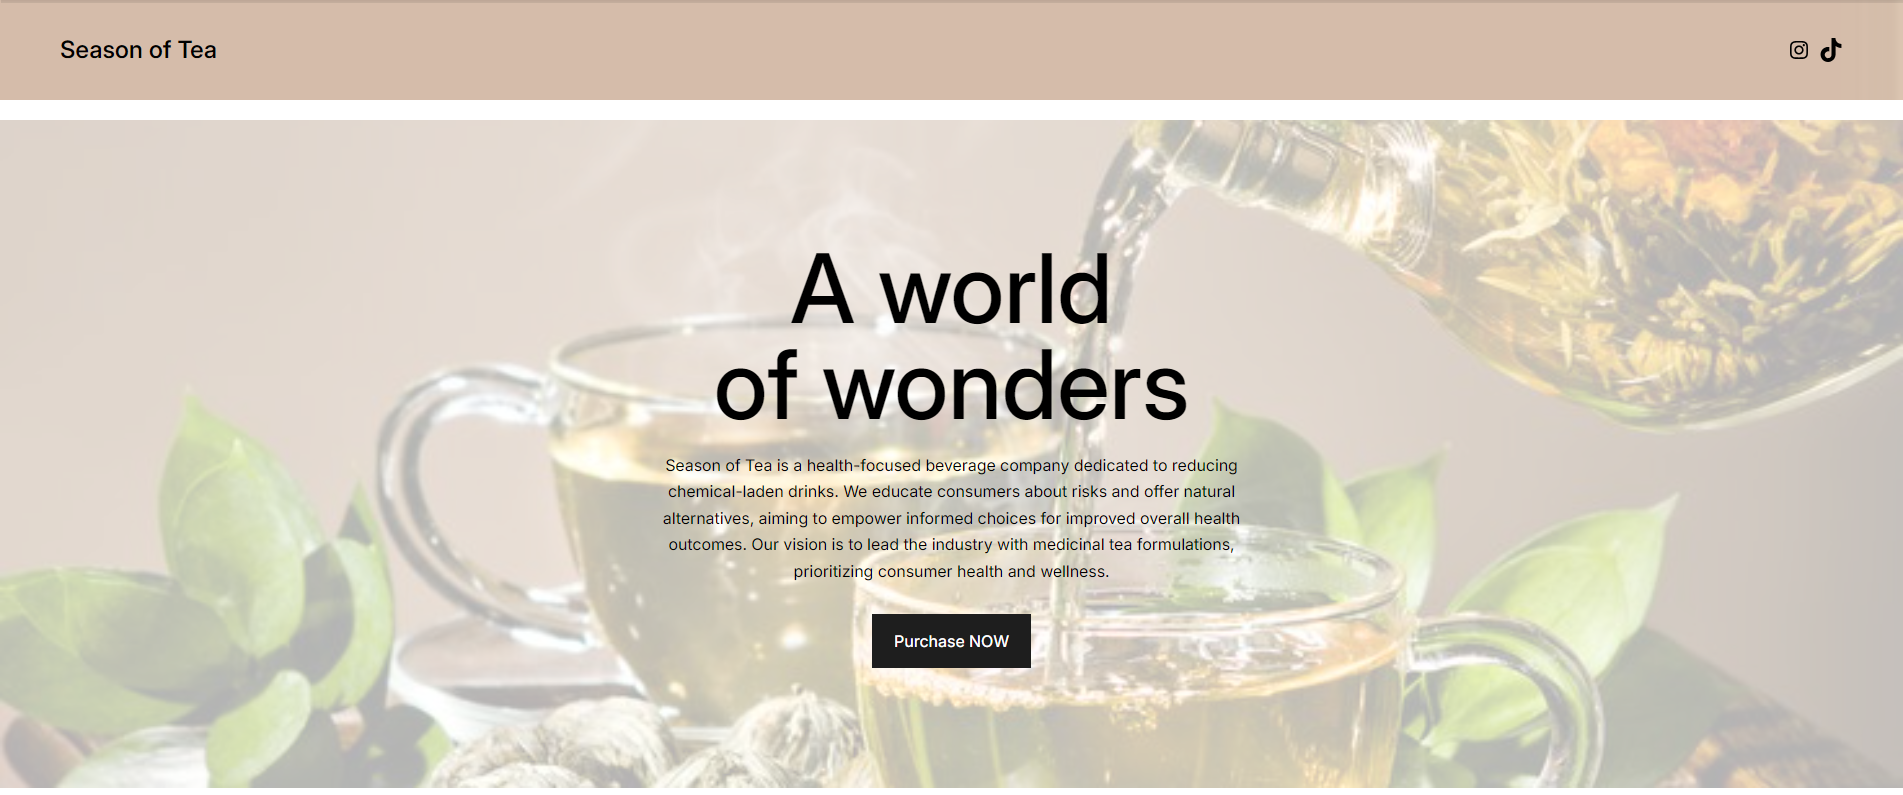 Season of Tea
A world
of wonders
Season of Tea is a health-focused beverage company dedicated to reducing
chemical-laden drinks. We educate consumers about risks and offer natural
alternatives, aiming to empower informed choices for improved overall health
outcomes. Our vision is to lead the industry with medicinal tea formulations,
prioritizing consumer health and wellness.
Purchase NOW